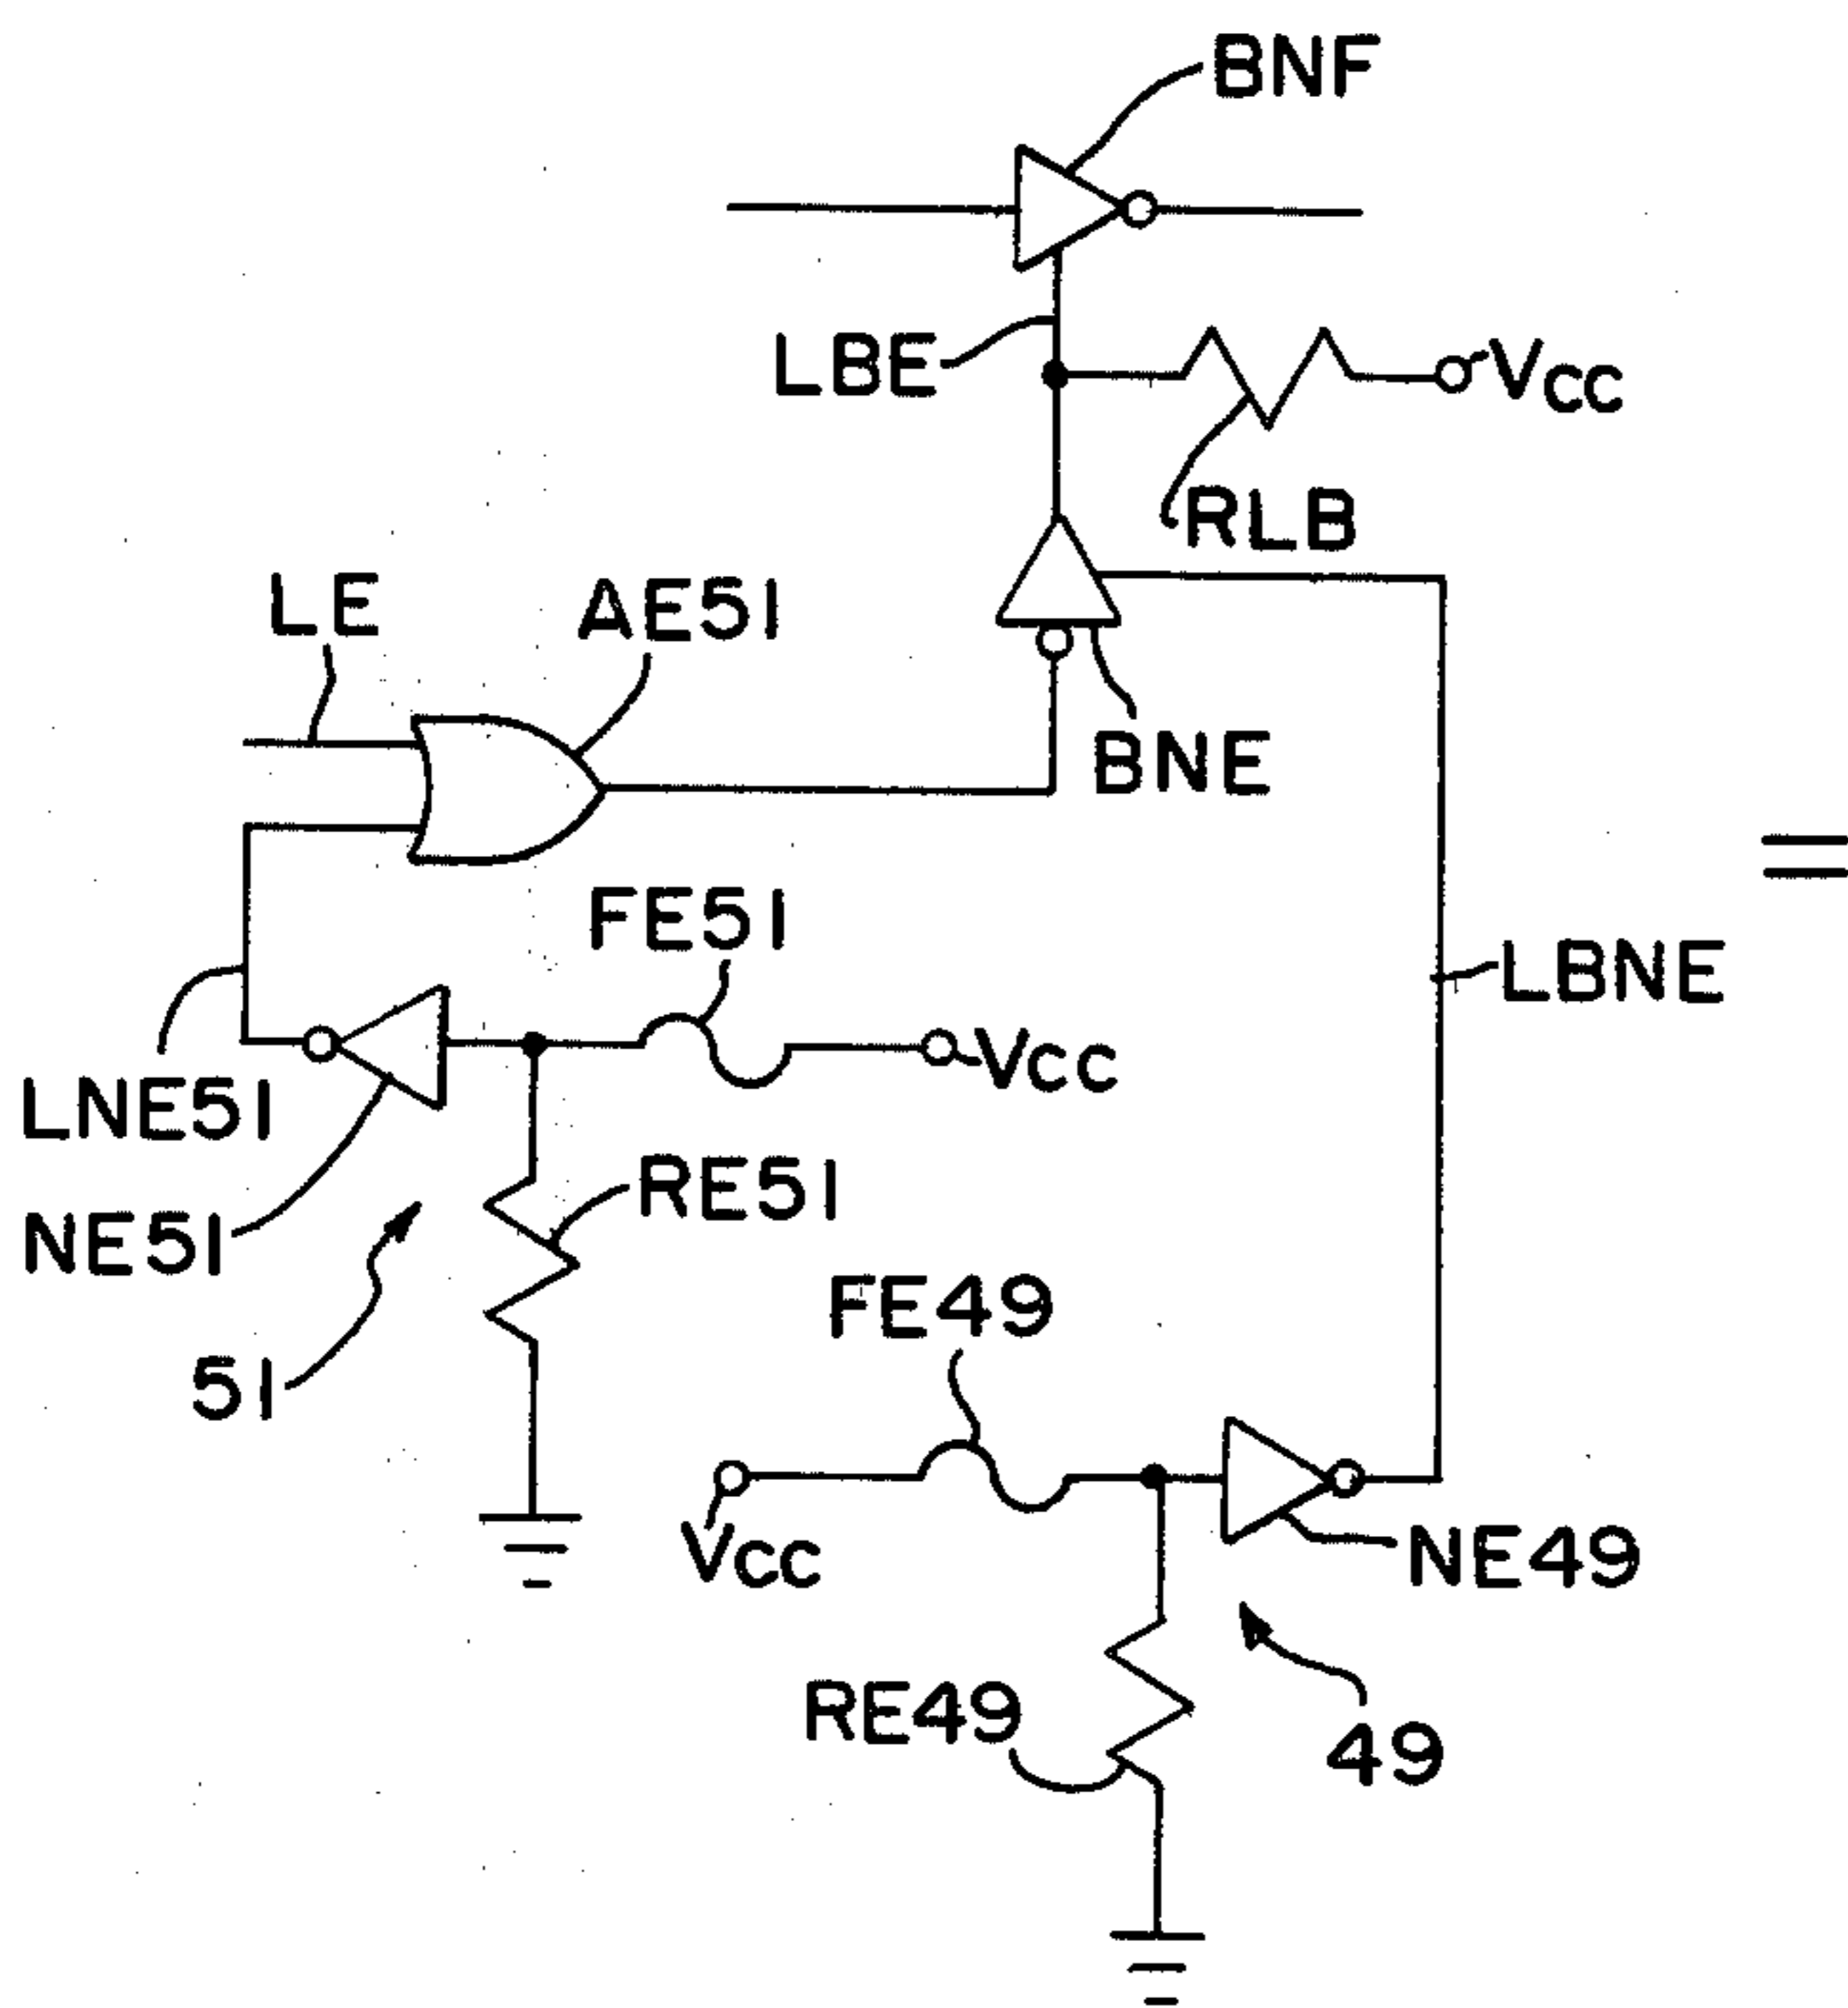 BNF
LBE
VCC
RLB
LE
AE51
BNE
FE51
LBNE
VCC
LNE51
RE51
NE51
FE49
51
VCC
NE49
RE49
49